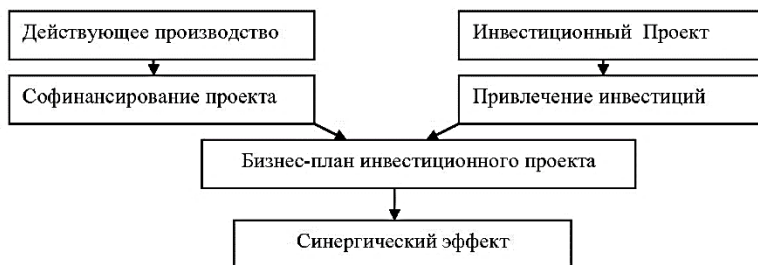 Действующее производство
Инвестиционный Проект
Софинансирование проекта
Привлечение инвестиций
Бизнес-план инвестиционного проекта
Синергический эффект